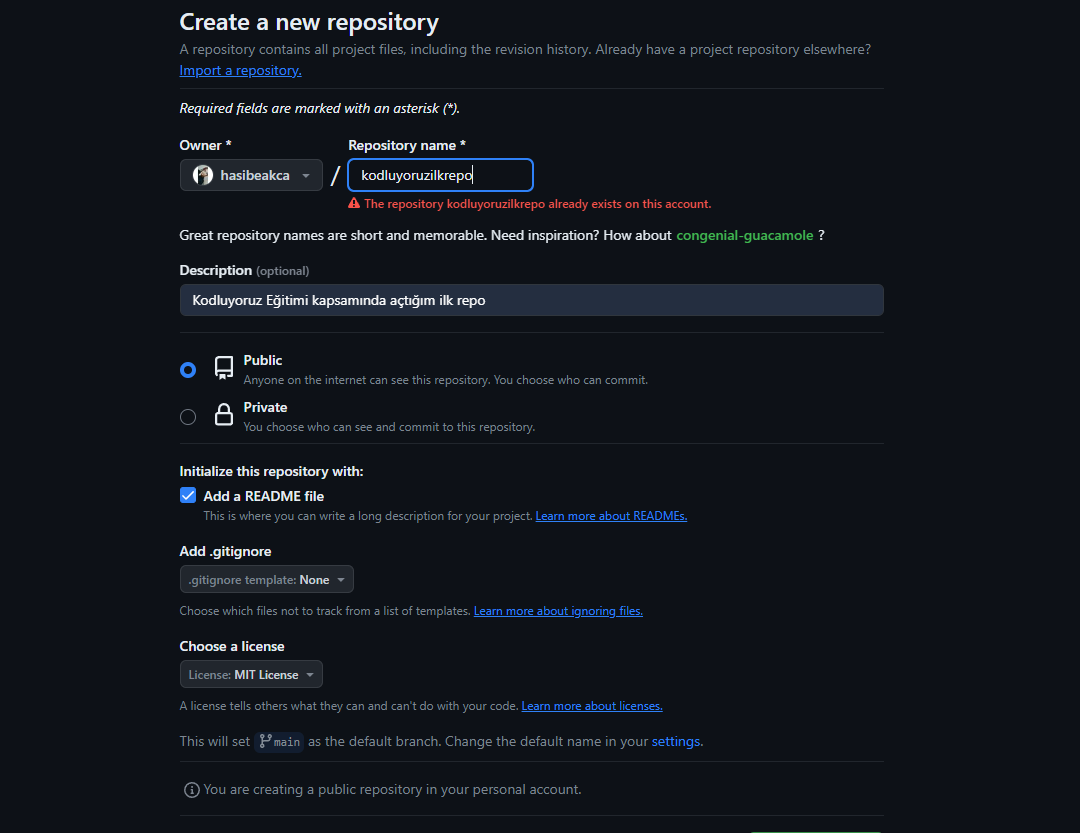 Create a new repository
A repository contains all project files, including the revision history. Already have a project repository elsewhere?
Import a repository.
Required fields are marked with an asterisk (*).
Owner *
Repository name *
hasibeakca
/
kodluyoruzilkrepo
The repository kodluyoruzilkrepo already exists on this account.
Great repository names are short and memorable. Need inspiration? How about congenial-guacamole ?
Description (optional)
Kodluyoruz Eğitimi kapsamında açtığım ilk repo
Public
Anyone on the internet can see this repository. You choose who can commit.
Private
You choose who can see and commit to this repository.
Initialize this repository with:
Add a README file
This is where you can write a long description for your project. Learn more about READMEs.
Add .gitignore
.gitignore template: None
Choose which files not to track from a list of templates. Learn more about ignoring files.
Choose a license
License: MIT License
A license tells others what they can and can't do with your code. Learn more about licenses.
This will set main as the default branch. Change the default name in your settings.
You are creating a public repository in your personal account.